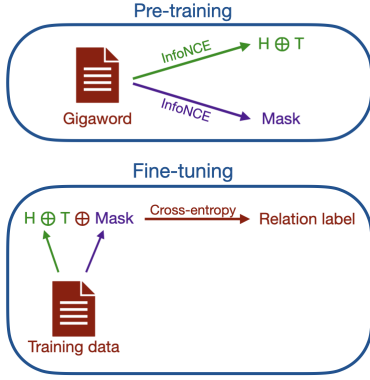 Pre-training
InfoNCE
H ⊕ T
InfoNCE
Gigaword
Mask
Fine-tuning
H ⊕ T ⊕ Mask
Cross-entropy
Relation label
Training data